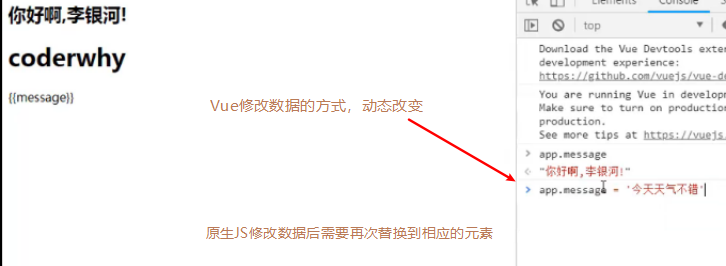 你好啊,李银河!
coderwhy
{{message}}
Vue修改数据的方式，动态改变
原生JS修改数据后需要再次替换到相应的元素
Elements Console
top
Download the Vue Devtools exten
development experience:
https://github.com/vuejs/vue-de
You are running Vue in developm
Make sure to turn on production
production.
See more tips at https://vuejs.
> app.message
< "你好啊,李银河!"
> app.message = '今天天气不错'